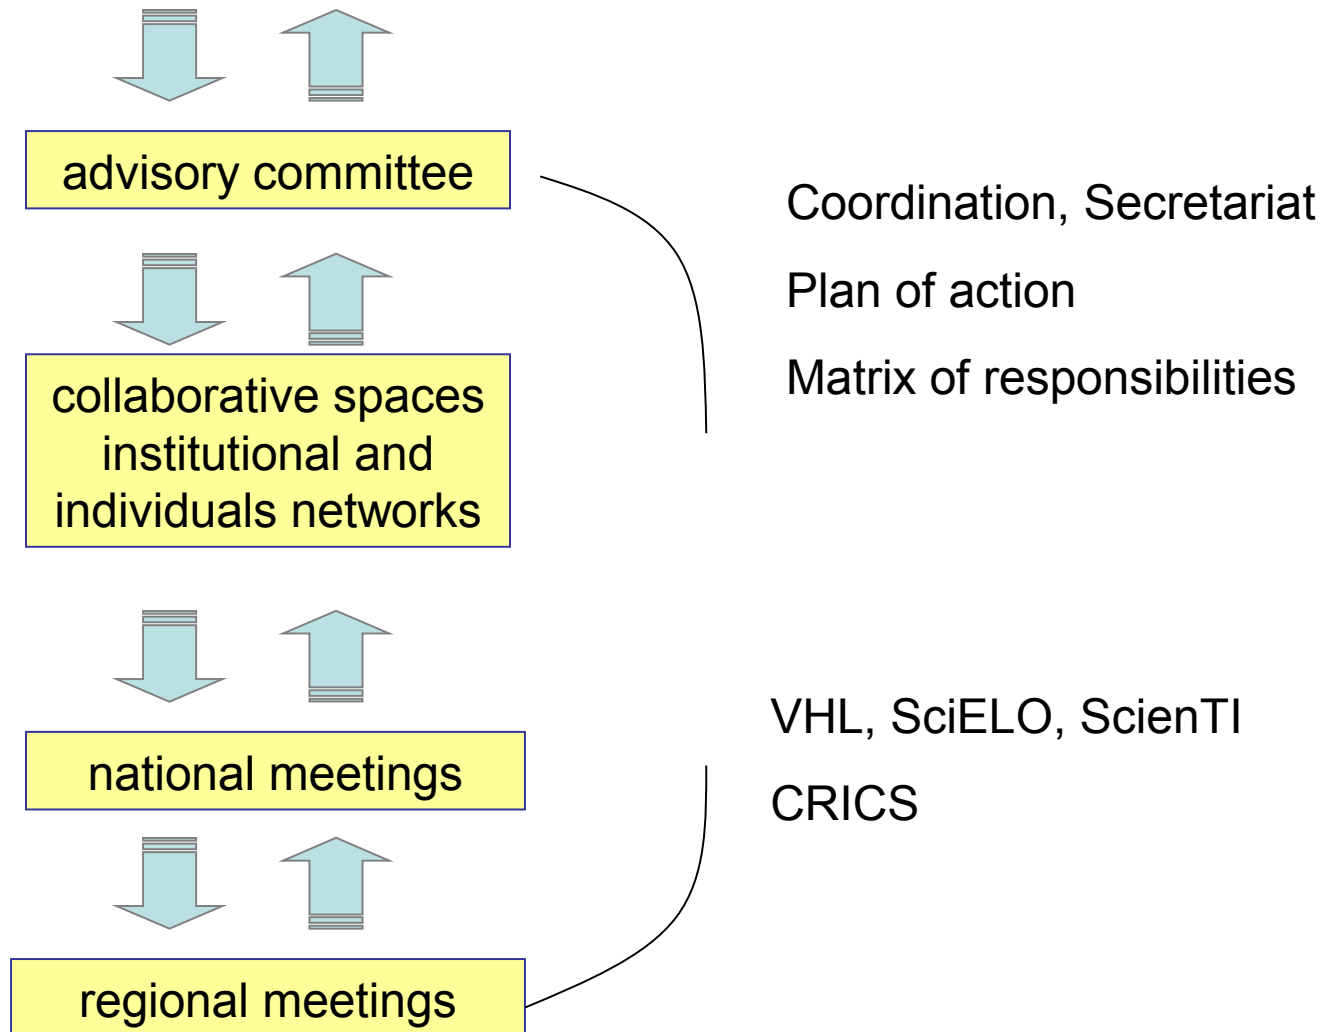 advisory committee
Coordination, Secretariat
Plan of action
Matrix of responsibilities
collaborative spaces
institutional and
individuals networks
VHL, SciELO, ScienTI
CRICS
national meetings
regional meetings